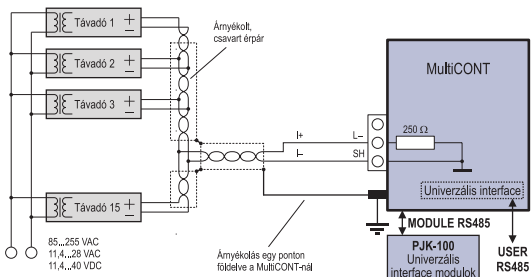 Távadó 1
+
–
Távadó 2
+
–
Távadó 3
+
–
Távadó 15
+
–
85...255 VAC
11,4...28 VAC
11,4...40 VDC
Árnyékolt,
csavart érpár
Árnyékolás egy ponton
földelve a MultiCONT-nál
I+
I–
L–
SH
MultiCONT
250 Ω
Univerzális interface
MODULE RS485
USER
RS485
PJK-100
Univerzális
interface modulok